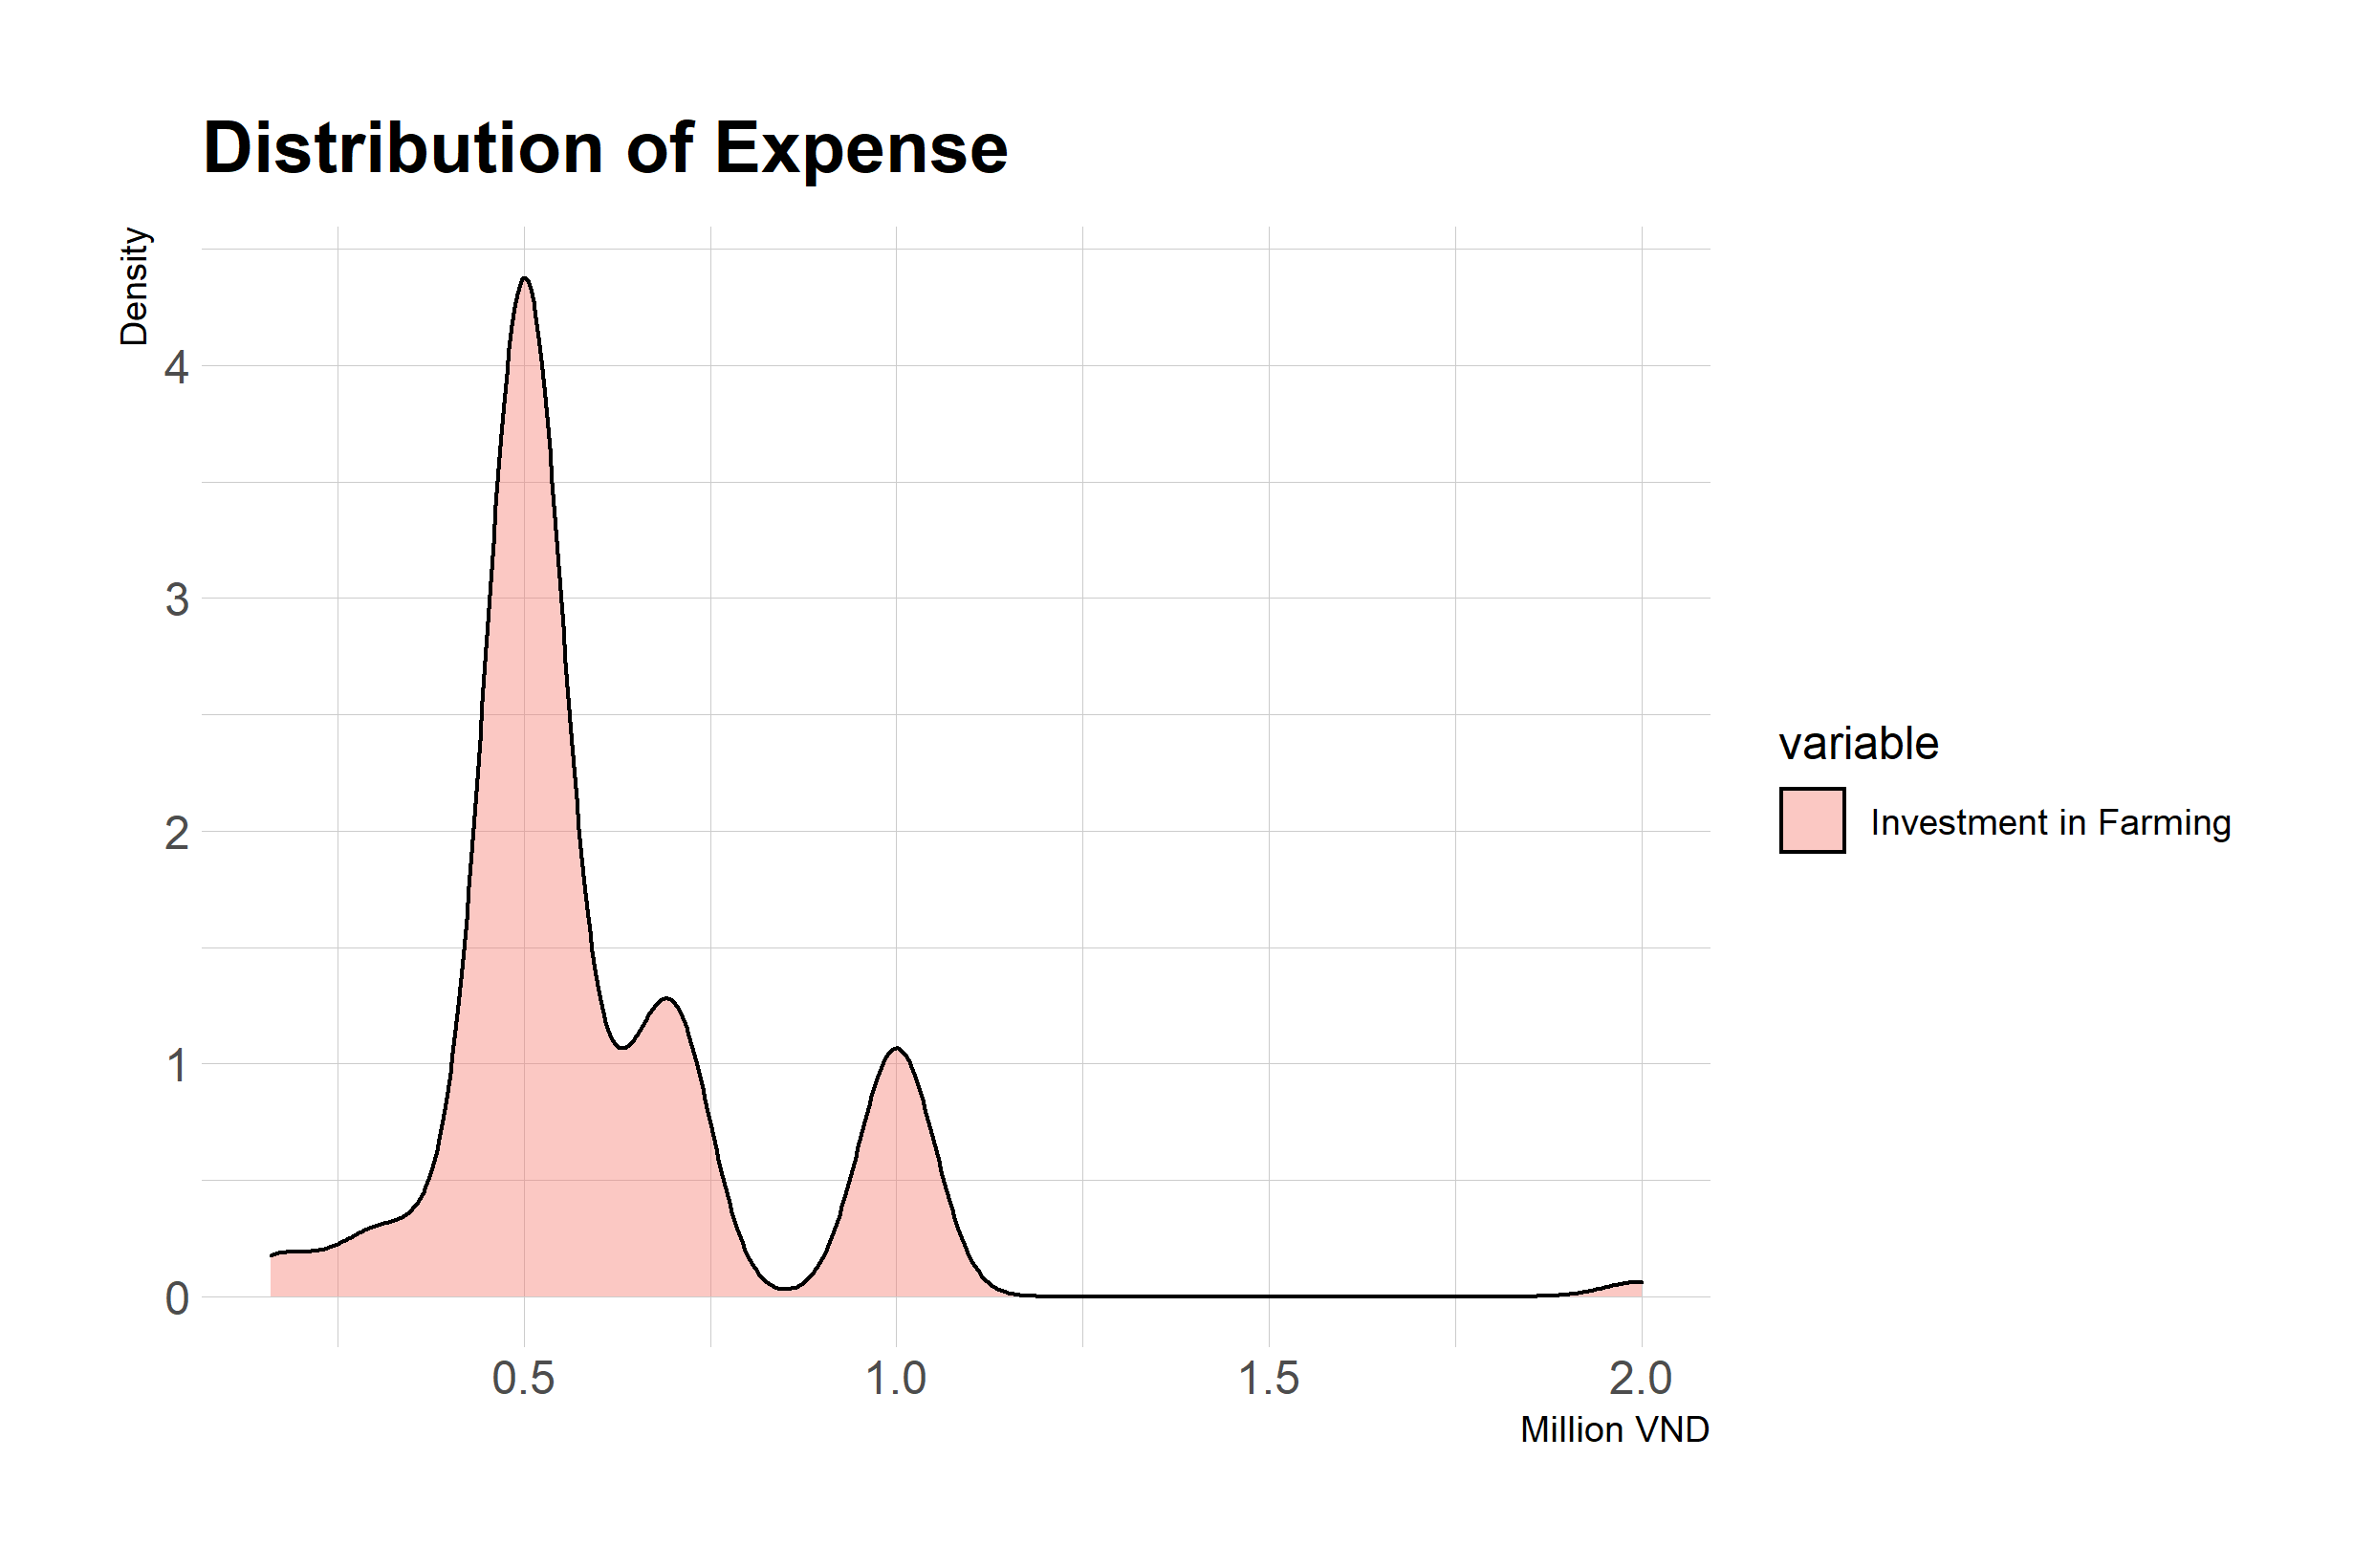 Distribution of Expense
Density
4
3
2
1
0
0.5 1.0 1.5 2.0
Million VND
variable
Investment in Farming